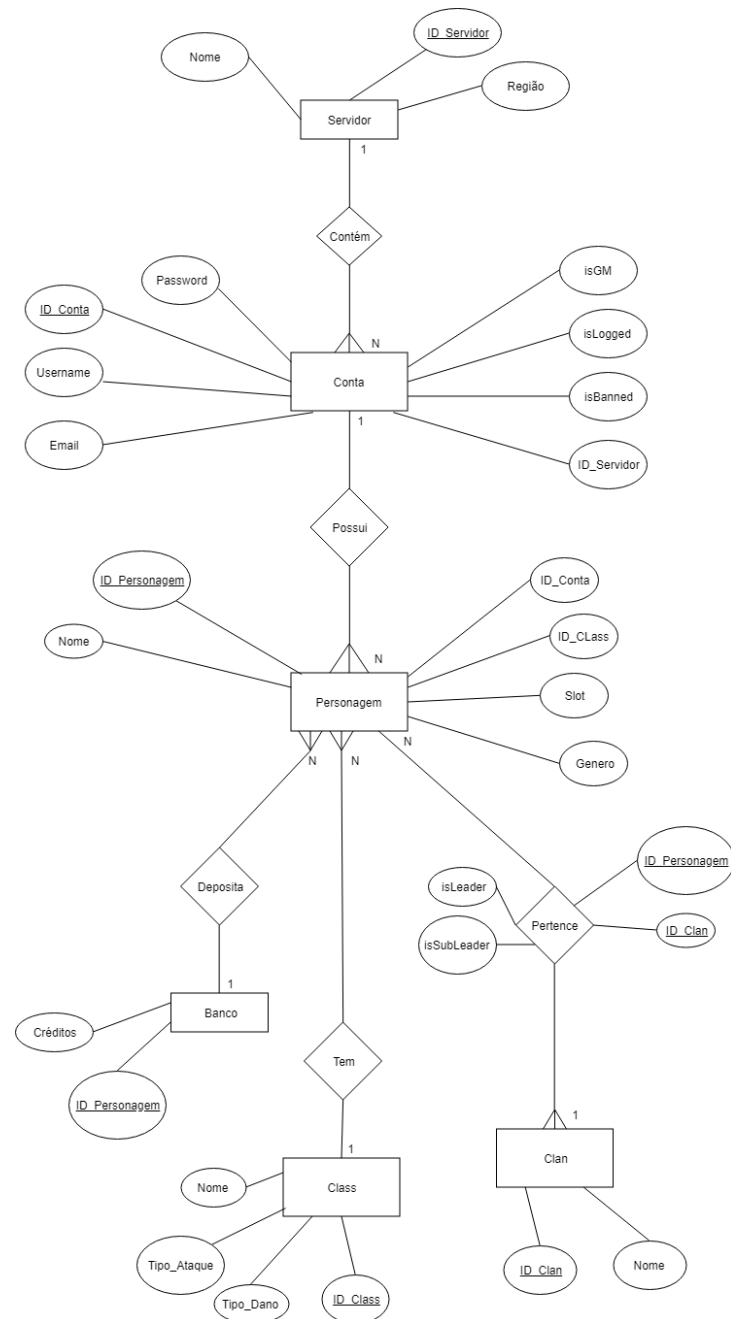 ID_Servidor
Nome
Região
Servidor
1
Contém
isGM
Password
ID_Conta
isLogged
N
Username
Conta
isBanned
1
Email
ID_Servidor
Possui
ID_Personagem
ID_Conta
Nome
ID_CLass
N
Slot
Personagem
N
N
N
Genero
ID_Personagem
Deposita
isLeader
Pertence
ID_Clan
isSubLeader
1
Banco
Créditos
Tem
ID_Personagem
1
1
Clan
Nome
Class
Tipo_Ataque
Nome
ID_Clan
Tipo_Dano
ID_Class